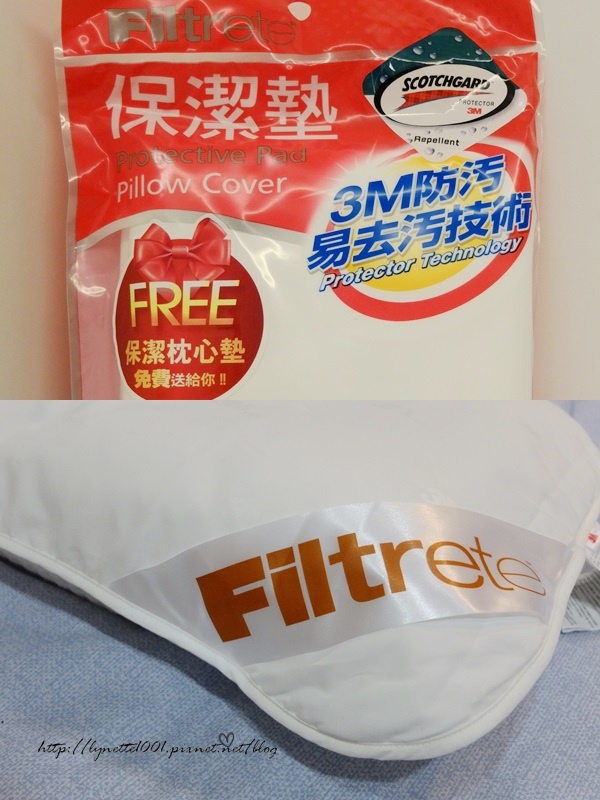 Filtrete
保潔墊
Protective Pad
Pillow Cover
SCOTCHGARD
PROTECTOR
3M
Repellent
3M防汚
易去汚技術
Protector Technology
FREE
保潔枕心墊
免費送給你!!
Filtrete
http://lynette1001.pixnet.net/blog